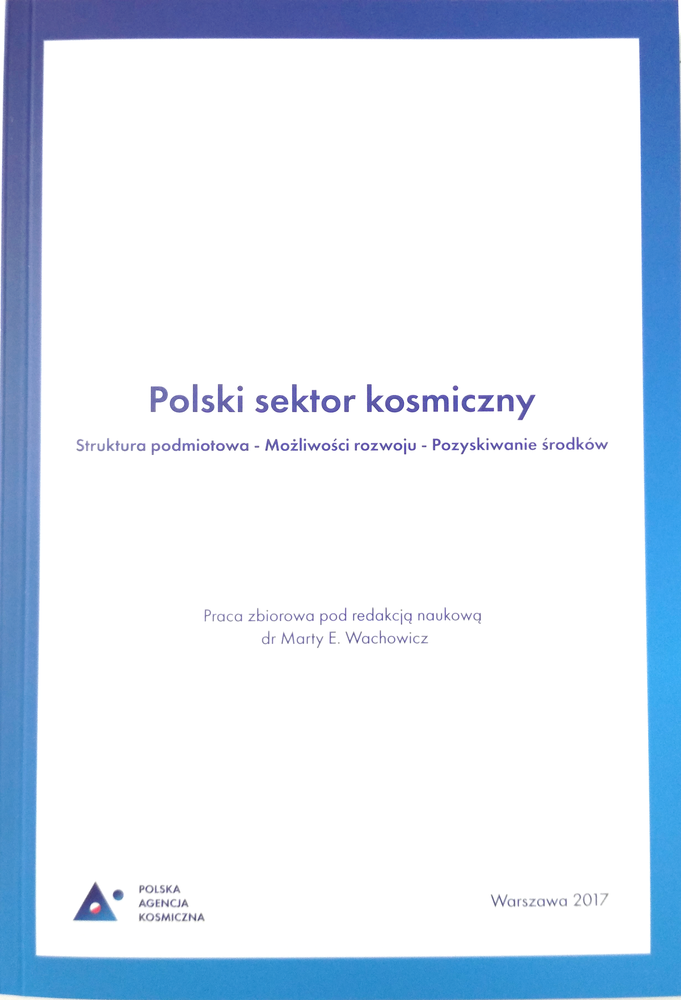 Polski sektor kosmiczny
Struktura podmiotowa - Możliwości rozwoju - Pozyskiwanie środków
Praca zbiorowa pod redakcją naukową
dr Marty E. Wachowicz
POLSKA
AGENCJA
KOSMICZNA
Warszawa 2017